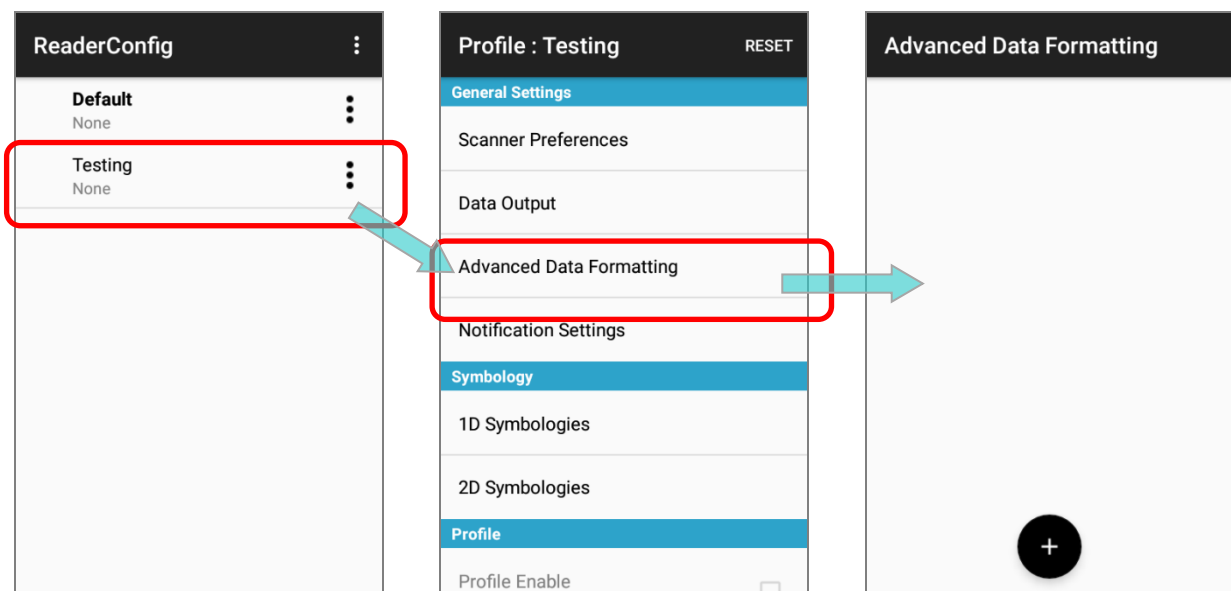 ReaderConfig
Default
None
Testing
None
Profile : Testing
RESET
General Settings
Scanner Preferences
Data Output
Advanced Data Formatting
Notification Settings
Symbology
1D Symbologies
2D Symbologies
Profile
Profile Enable
Advanced Data Formatting
+